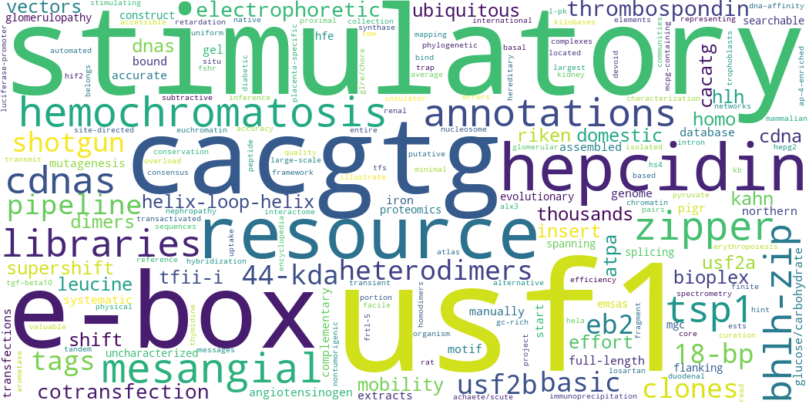 stimulating
vectors
electrophoretic
ubiquitous
thrombospondin
glomerulopathy
construct
searchable
stimulatory
hemochromatosis
annotations
cacatg
hlh
homo
shotgun
cacgtg
riken
domestic
database
cdna
hepcidin
cdnas
mutagenesis
helix-loop-helix
pipeline
dimers
libraries
resource
thousands
insert
zipper
kahn
northern
pigr
genome
evolutionary
assembled
supershift
tfii-i
44-kda
heterodimers
leucine
systematic
e-box
usf1
usf2a
bioplex
atpa
spanning
splicing
tsp1
bhlh-zip
glucose/carbohydrate
eb2
effort
18-bp
shift
tags
uncharacterized
mesangial
complementary
cotransfection
transfections
angiotensinogen
mobility
extracts
usf2b
basic
motif
manually
full-length
flanking
clones
start
emsas
mgc
luciferase-promoter
dnas
bound
accurate
gel
situ
hfe
retardation
native
proximal
collection
accessible
uniform
synthase
automated
belongs
hif2
fshr
diabetic
inference
subtractive
placenta-specific
international
mapping
phylogenetic
basal
bind
trap
average
l-pk
kilobases
elements
complexes
located
largest
kidney
devoid
mcpg-containing
communities
representing
trophoblasts
networks
dna-affinity
ap-4-enriched
mammalian
characterization
insulator
errors
renal
site-directed
euchromatin
accuracy
entire
nucleosome
conservation
peptide
quality
tfs
putative
glomerular
isolated
intron
hepg2
transmit
overload
consensus
large-scale
framework
illustrate
minimal
hs4
kb
based
chromatin
pairs
pyruvate
iron
proteomics
alx3
nephropathy
transactivated
sequences
interactome
encyclopedia
uptake
atlas
reference
hybridization
erythropoiesis
tgf-beta10
physical
alternative
efficiency
spectrometry
finite
transient
portion
facile
frt1-5
homodimers
organism
gc-rich
hela
fragment
hint
core
ests
curation
valuable
tandem
messages
thymidine
nontumorigenic
aromatase
rat
project
losartan
duodenal
read
achaete/scute
immunoprecipitation